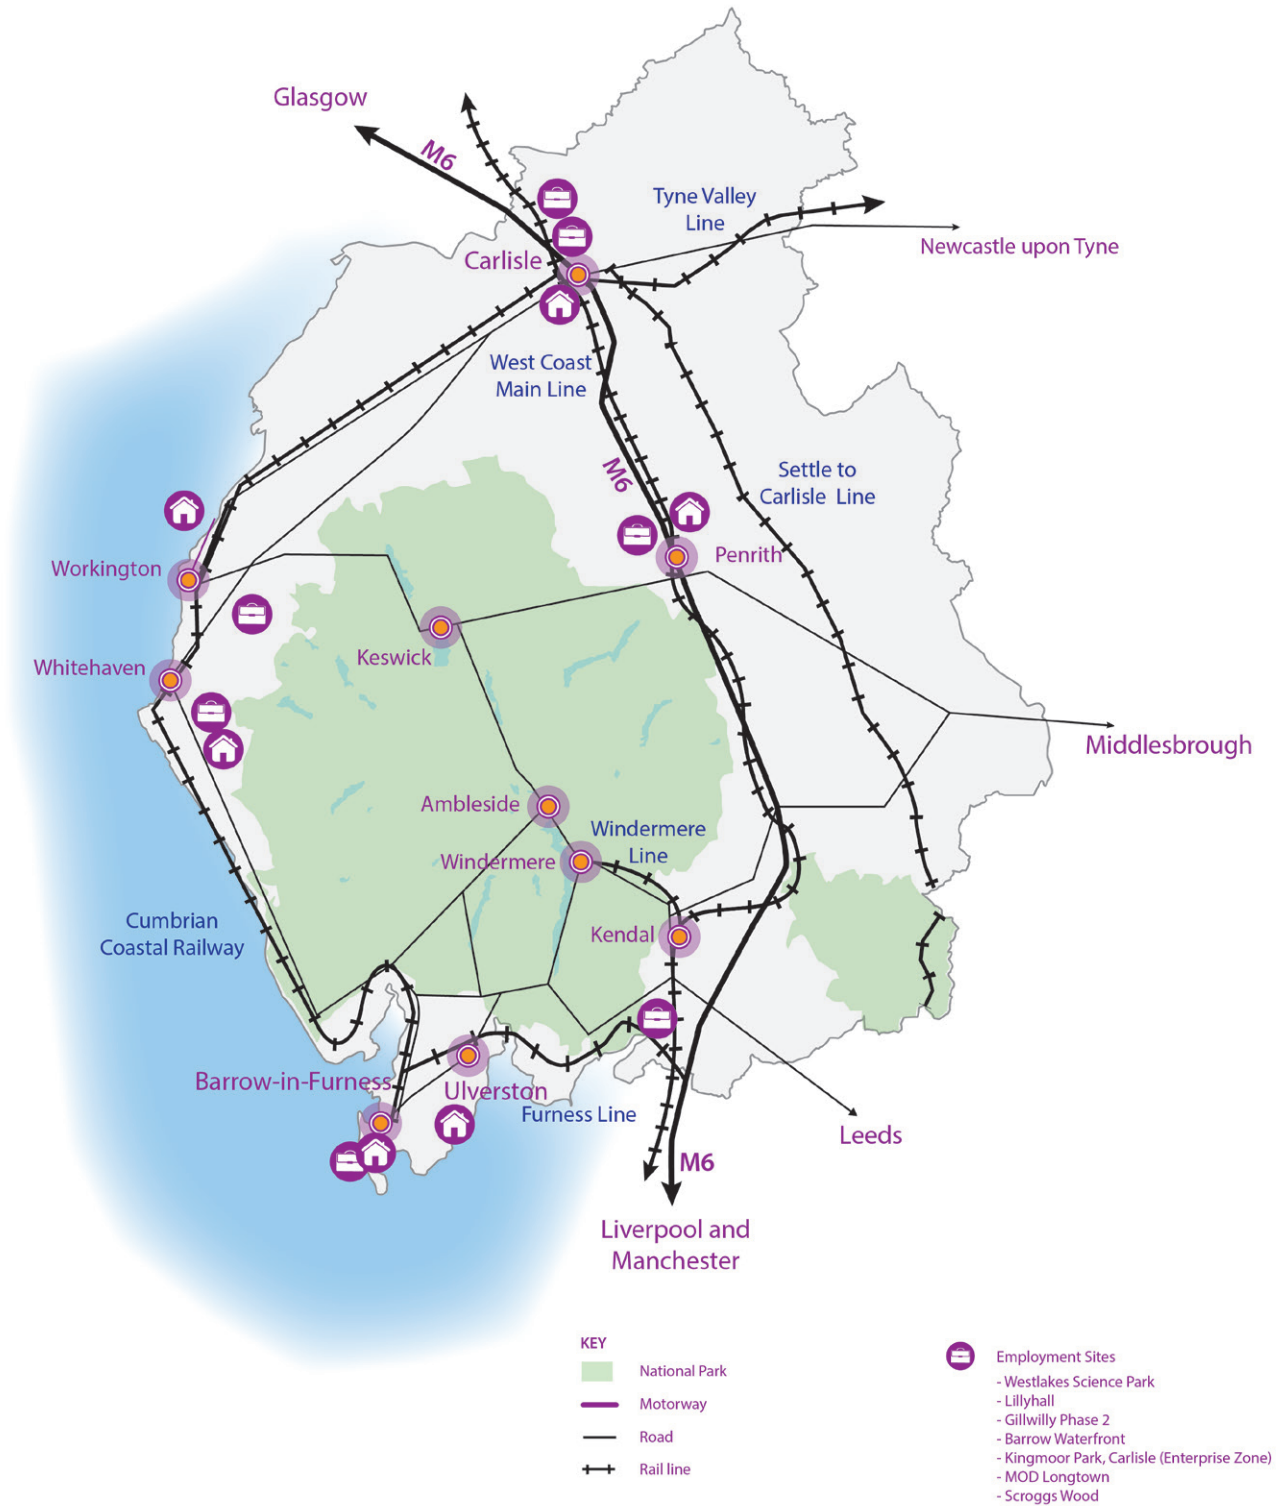 Glasgow
M6
Tyne Valley
Line
Newcastle upon Tyne
Carlisle
West Coast
Main Line
M6
Settle to
Carlisle Line
Workington
Penrith
Keswick
Whitehaven
Middlesbrough
Ambleside
Windermere
Line
Windermere
Cumbrian
Coastal Railway
Kendal
Barrow-in-Furness
Ulverston
Furness Line
Leeds
M6
Liverpool and
Manchester
KEY
National Park
Motorway
Road
Rail line
Employment Sites
- Westlakes Science Park
- Lillyhall
- Gillwilly Phase 2
- Barrow Waterfront
- Kingmoor Park, Carlisle (Enterprise Zone)
- MOD Longtown
- Scroggs Wood